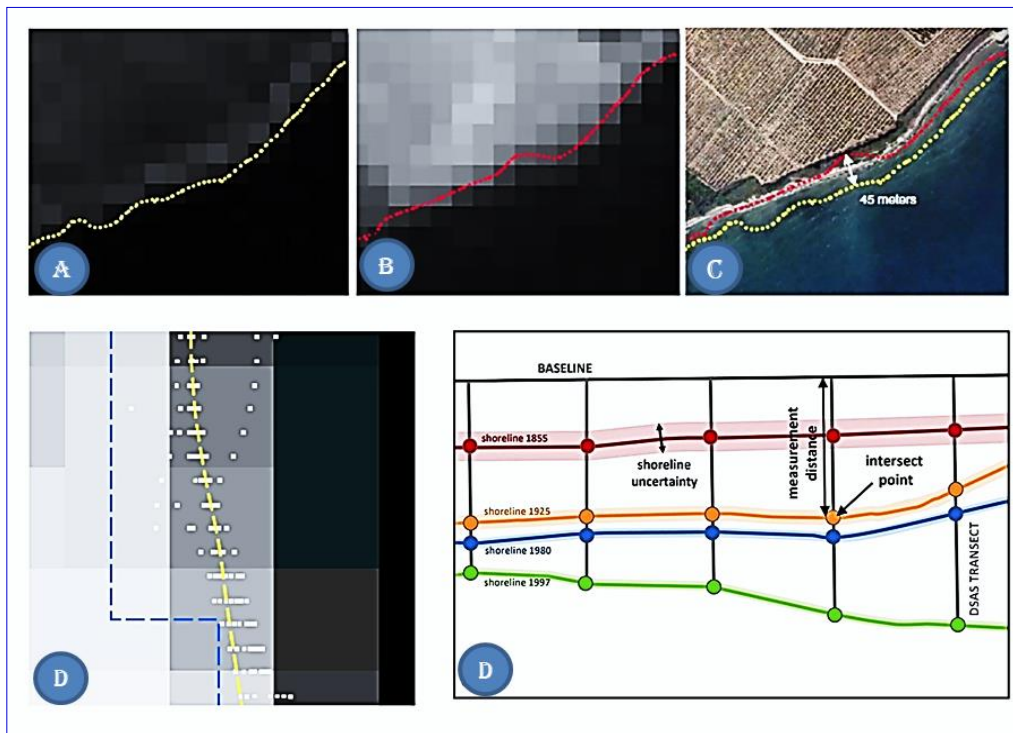 A
B
C
45 meters
D
BASELINE
shoreline 1855
shoreline
uncertainty
measurement
distance
intersect
point
shoreline 1925
shoreline 1980
shoreline 1997
DSAS TRANSECT
D